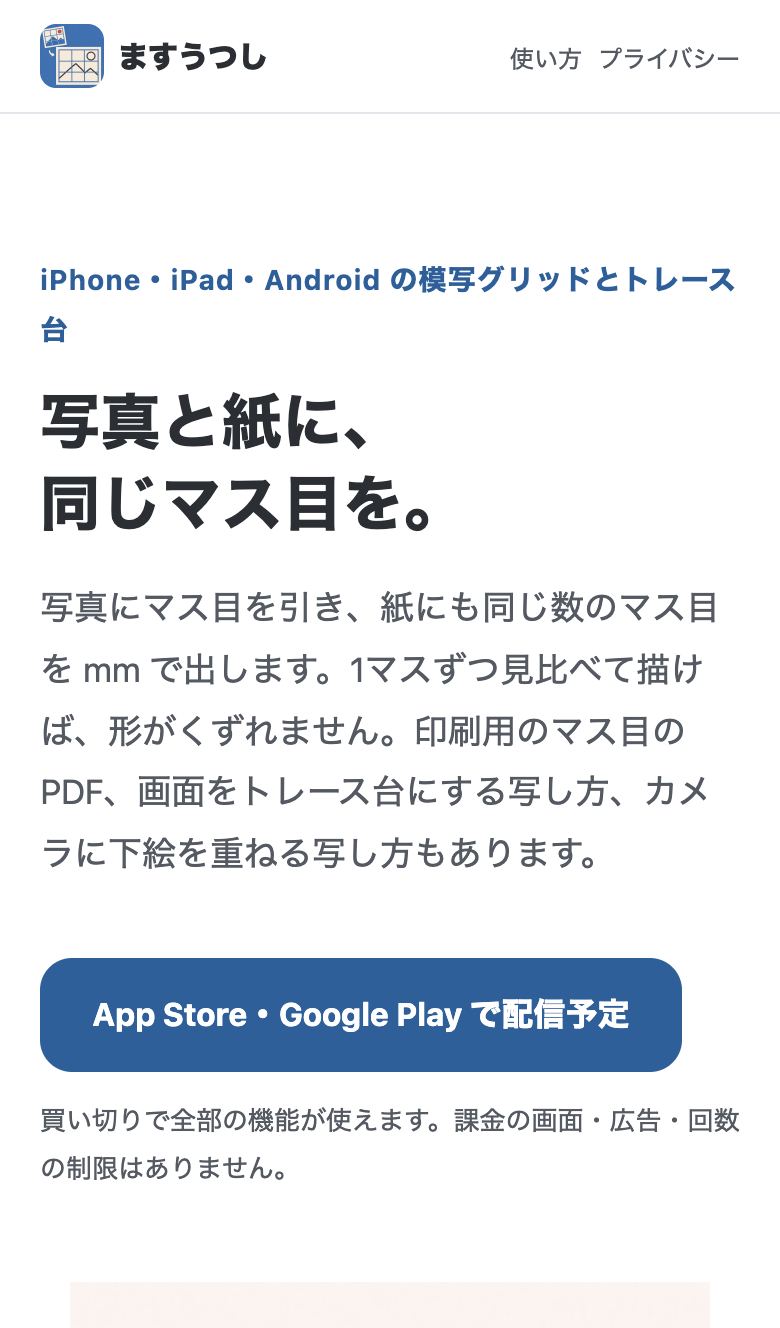 ますうつし
使い方 プライバシー
iPhone・iPad・Android の模写グリッドとトレース
台
写真と紙に、
同じマス目を。
写真にマス目を引き、紙にも同じ数のマス目
を mm で出します。1マスずつ見比べて描け
ば、形がくずれません。印刷用のマス目の
PDF、画面をトレース台にする写し方、カメ
ラに下絵を重ねる写し方もあります。
App Store・Google Play で配信予定
買い切りで全部の機能が使えます。課金の画面・広告・回数
の制限はありません。